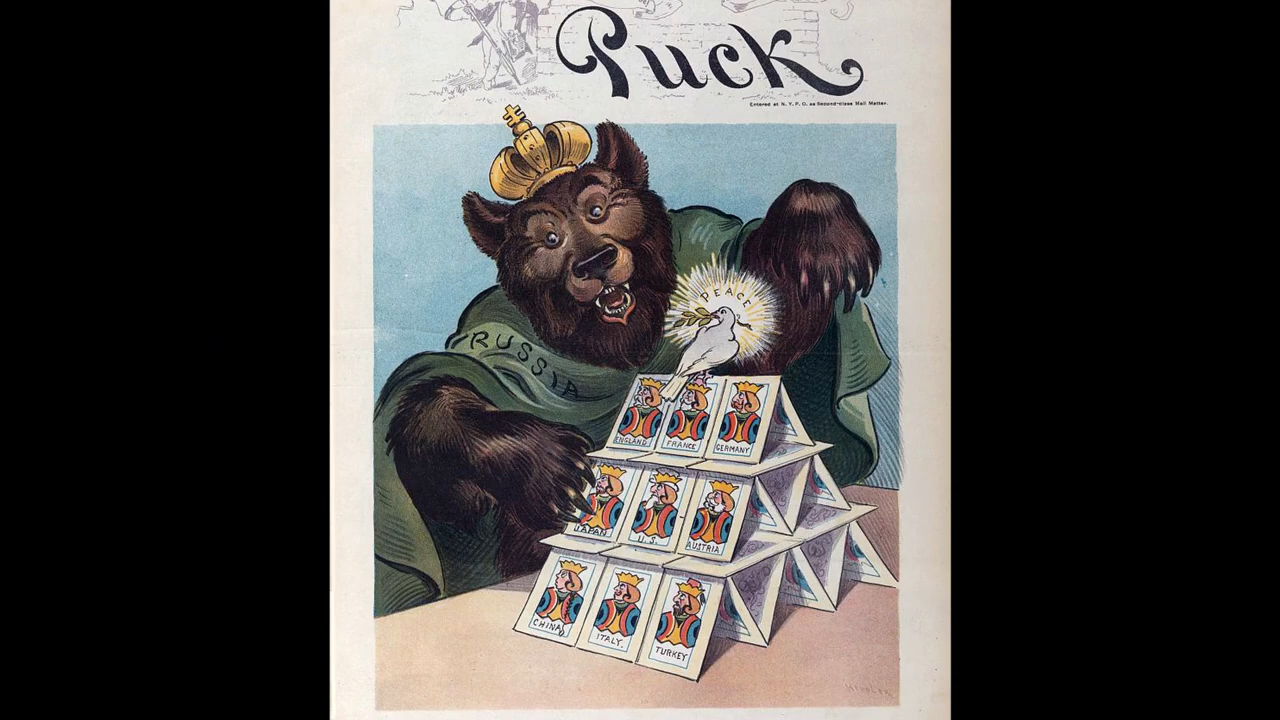 Puck
Entered at N. Y. P. O. as Second-class Mail Matter.
PEACE
RUSSIA
ENGLAND
FRANCE
GERMANY
JAPAN
U.S.
AUSTRIA
CHINA
ITALY.
TURKEY